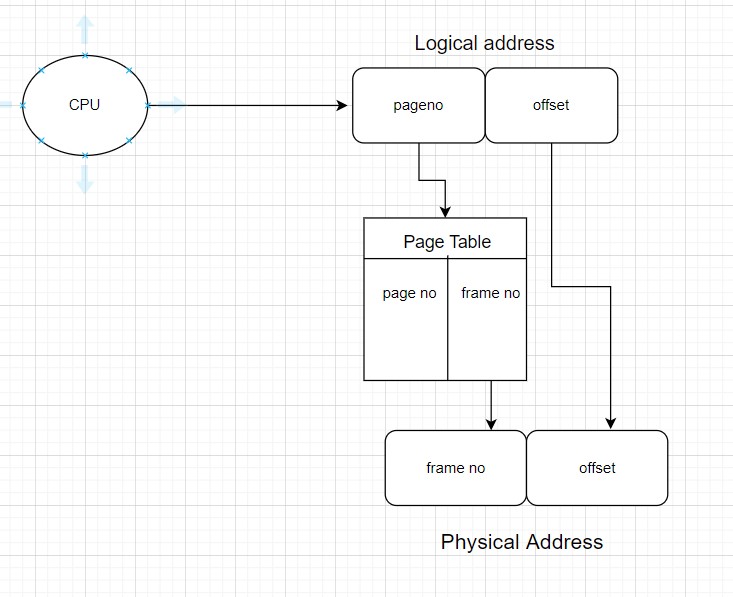 Logical address
CPU
pageno
offset
Page Table
page no
frame no
frame no
offset
Physical Address